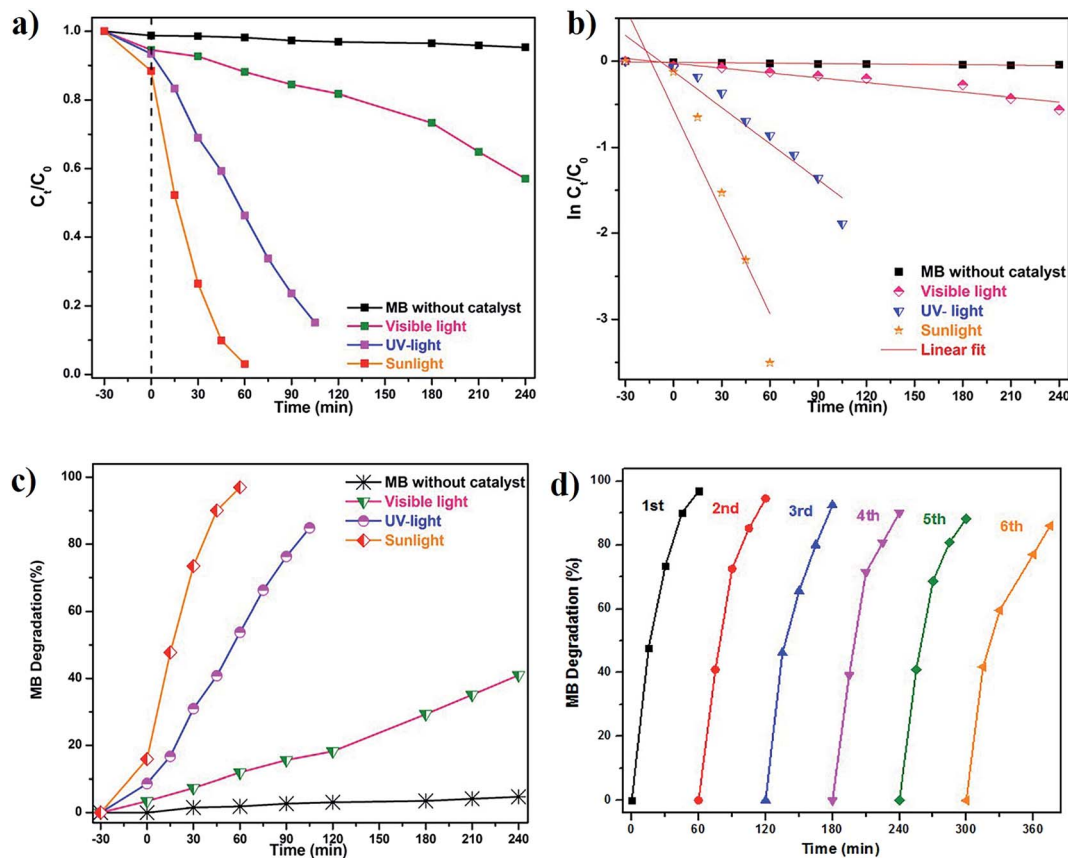 a)
1.0
0.8
0.6
0.4
0.2
0.0
Ct/C0
-30 0 30 60 90 120 150 180 210 240
Time (min)
MB without catalyst
Visible light
UV-light
Sunlight
b)
0
-1
-2
-3
ln Ct/C0
-30 0 30 60 90 120 150 180 210 240
Time (min)
MB without catalyst
Visible light
UV- light
Sunlight
Linear fit
c)
100
80
60
40
20
0
MB Degradation(%)
-30 0 30 60 90 120 150 180 210 240
Time (min)
MB without catalyst
Visible light
UV-light
Sunlight
d)
100
80
60
40
20
0
MB Degradation (%)
1st 2nd 3rd 4th 5th 6th
0 60 120 180 240 300 360
Time (min)